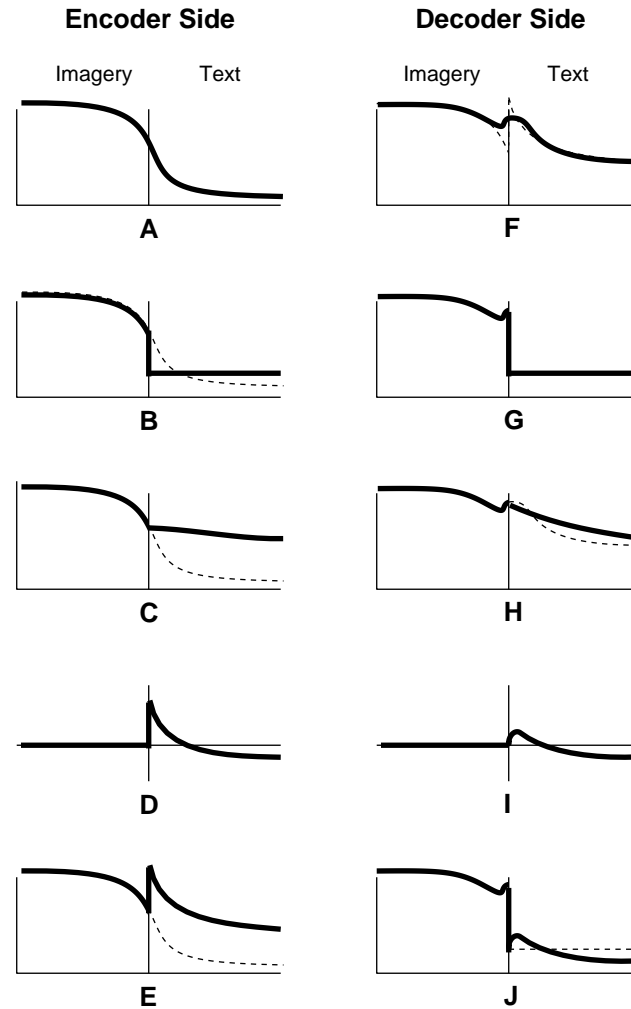 Encoder Side
Decoder Side
Imagery Text
Imagery Text
A
F
B
G
C
H
D
I
E
J